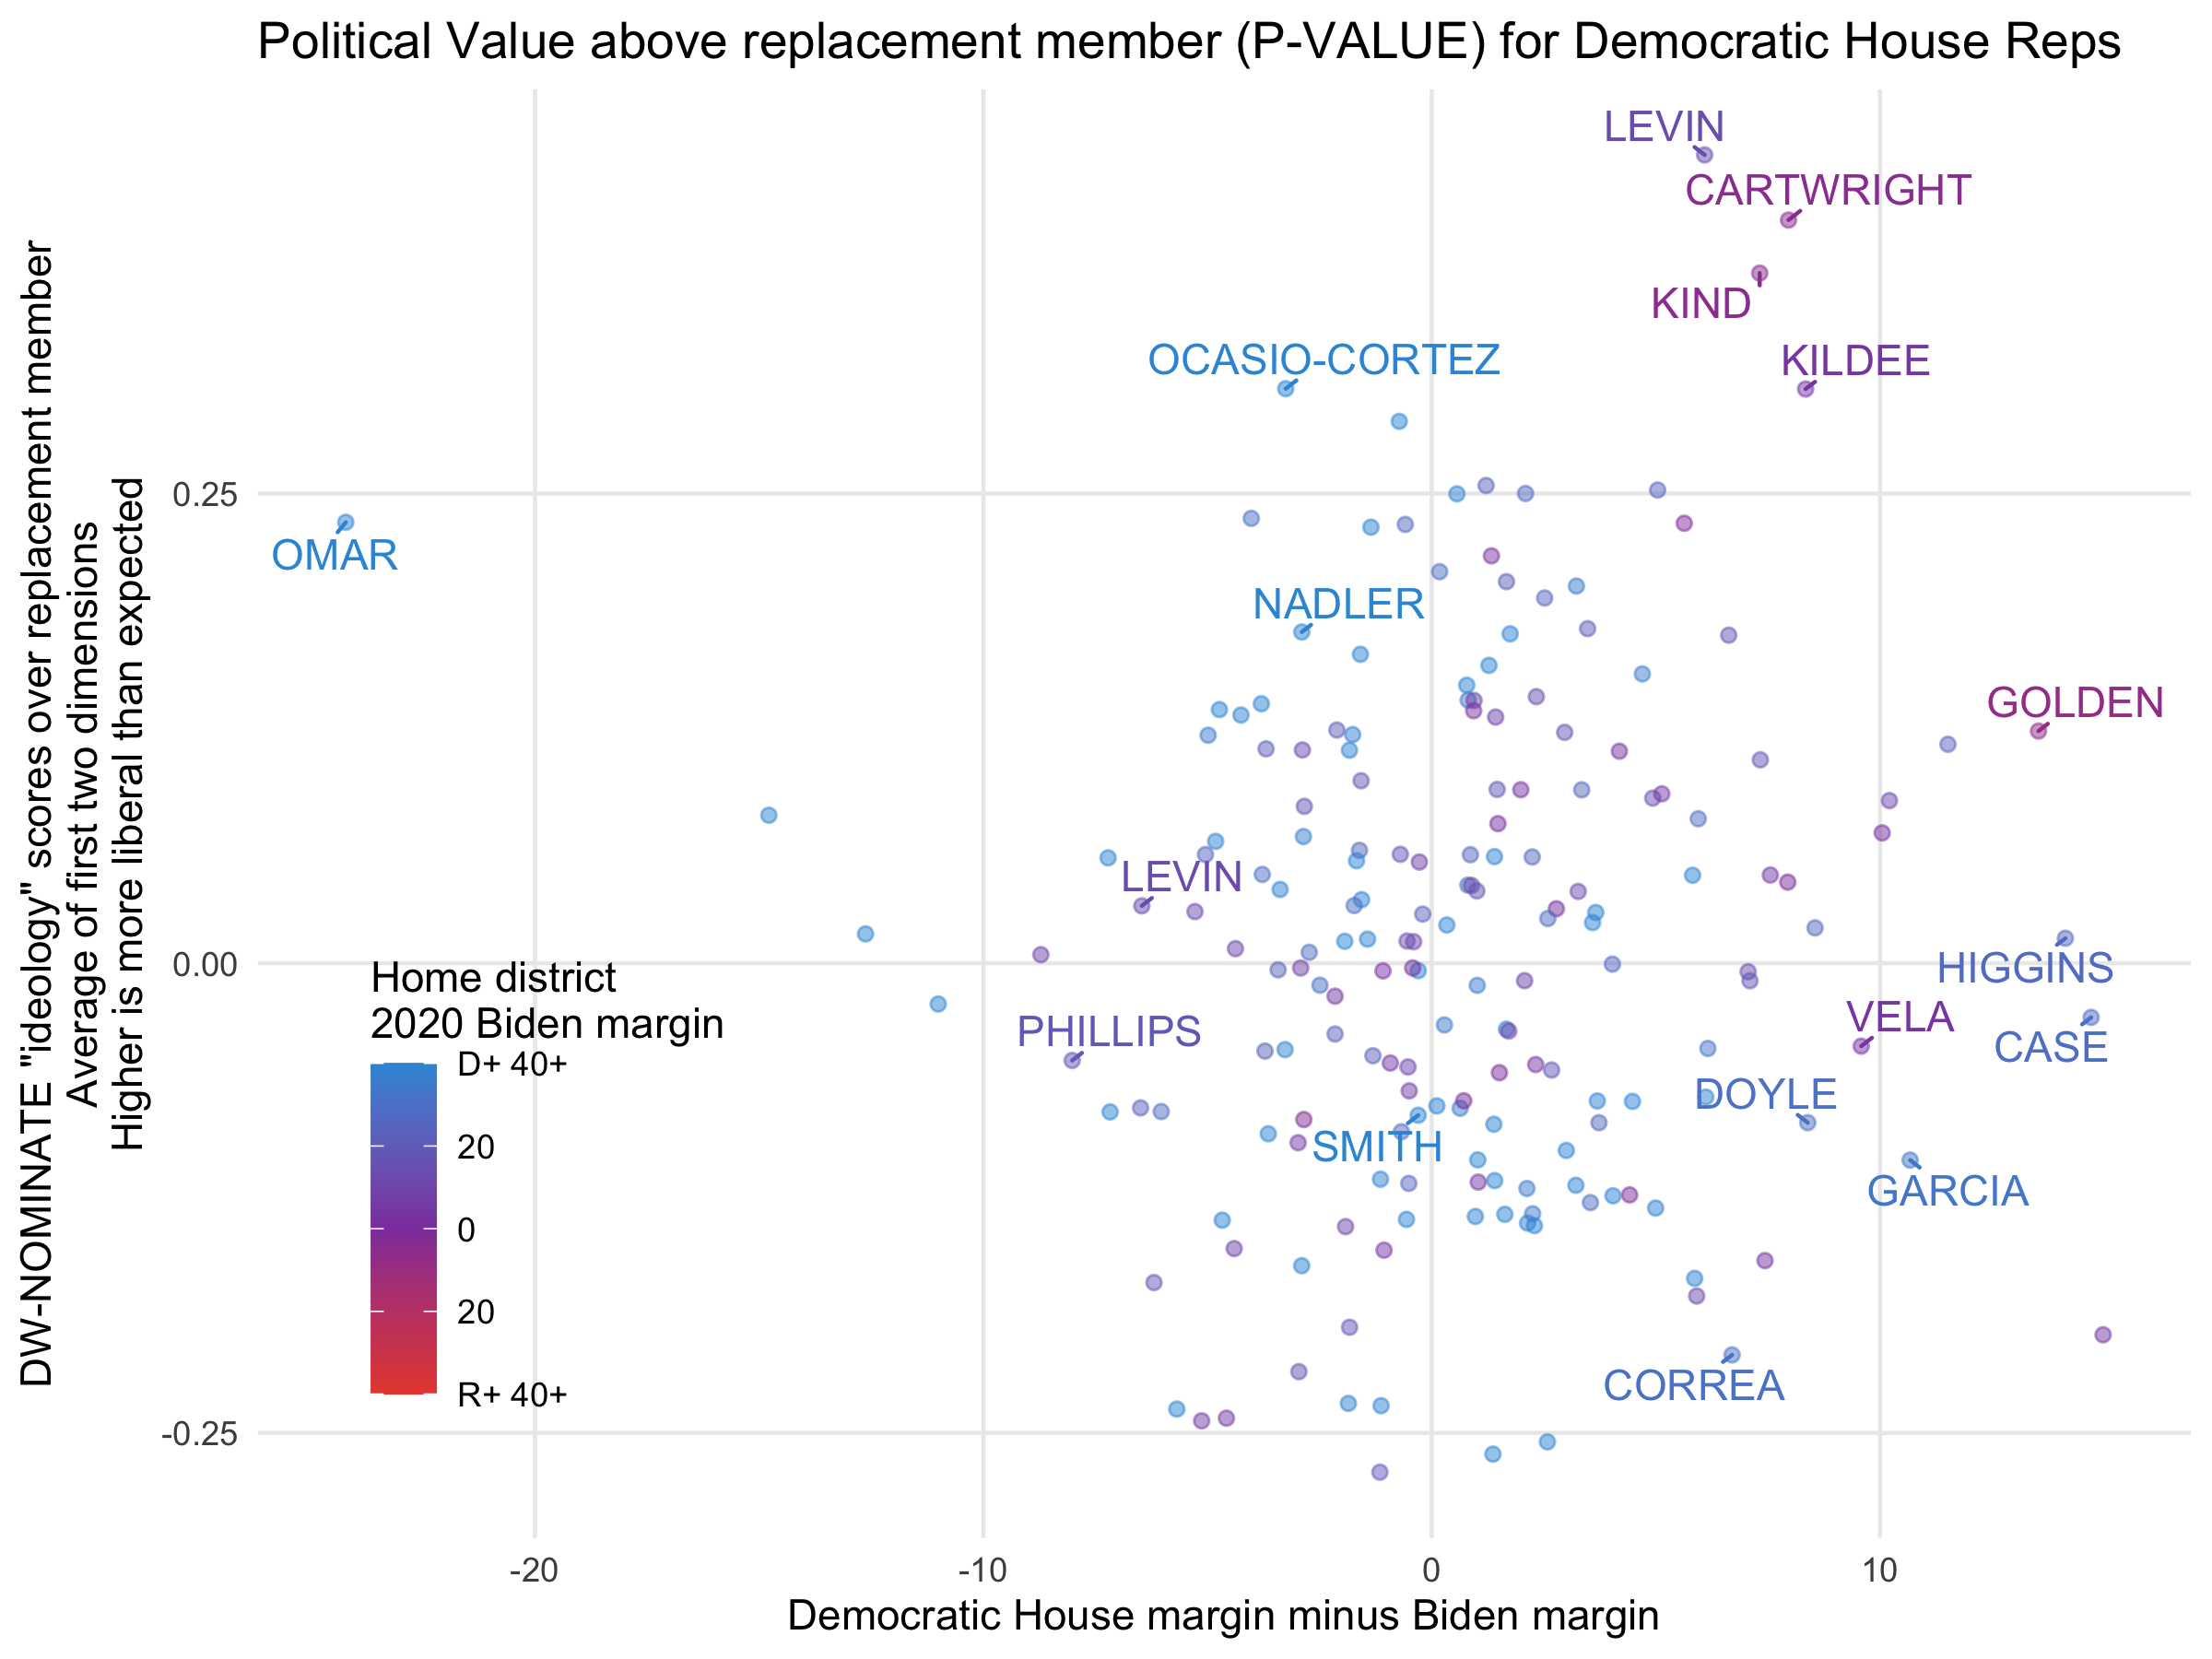 Political Value above replacement member (P-VALUE) for Democratic House Reps
DW-NOMINATE "ideology" scores over replacement member
Average of first two dimensions
Higher is more liberal than expected
LEVIN
CARTWRIGHT
KIND
OCASIO-CORTEZ
KILDEE
0.25
OMAR
NADLER
GOLDEN
LEVIN
0.00
HIGGINS
Home district
2020 Biden margin
VELA
PHILLIPS
CASE
D+ 40+
DOYLE
20
SMITH
GARCIA
0
20
CORREA
R+ 40+
-0.25
-20
-10
0
10
Democratic House margin minus Biden margin